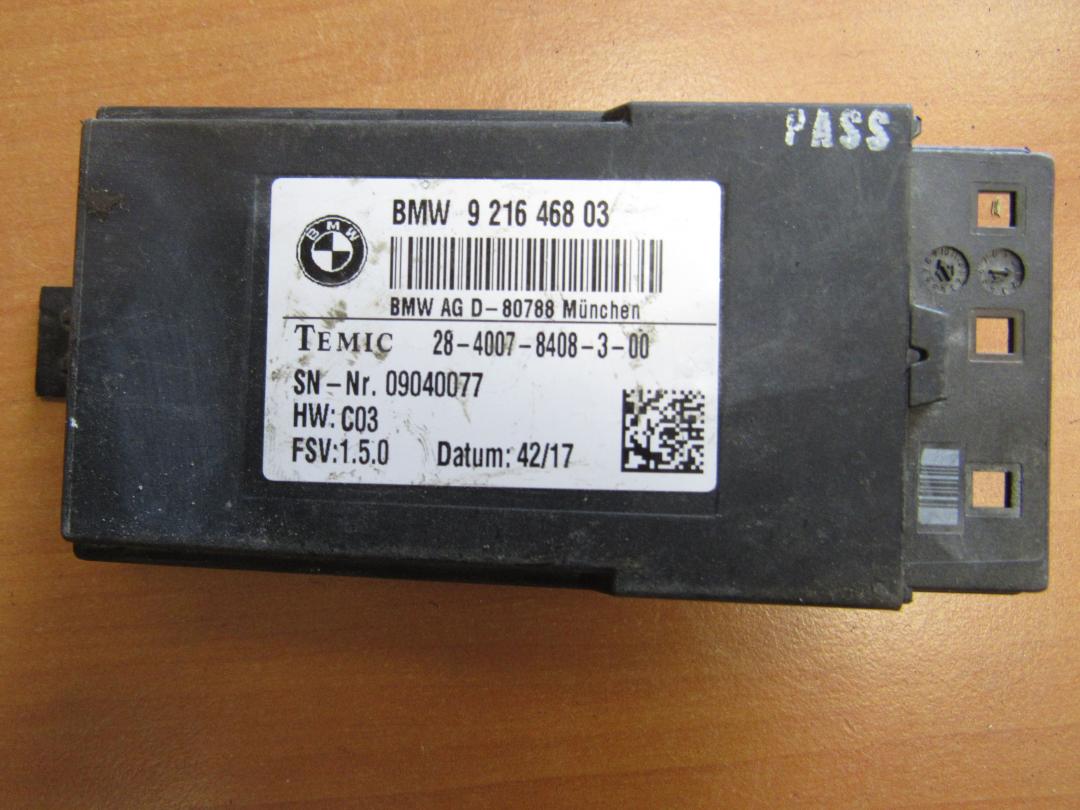 PASS
BMW 9 216 468 03
BMW
BMW AG D-80788 München
TEMIC 28-4007-8408-3-00
SN-Nr. 09040077
HW: C03
FSV:1.5.0 Datum: 42/17